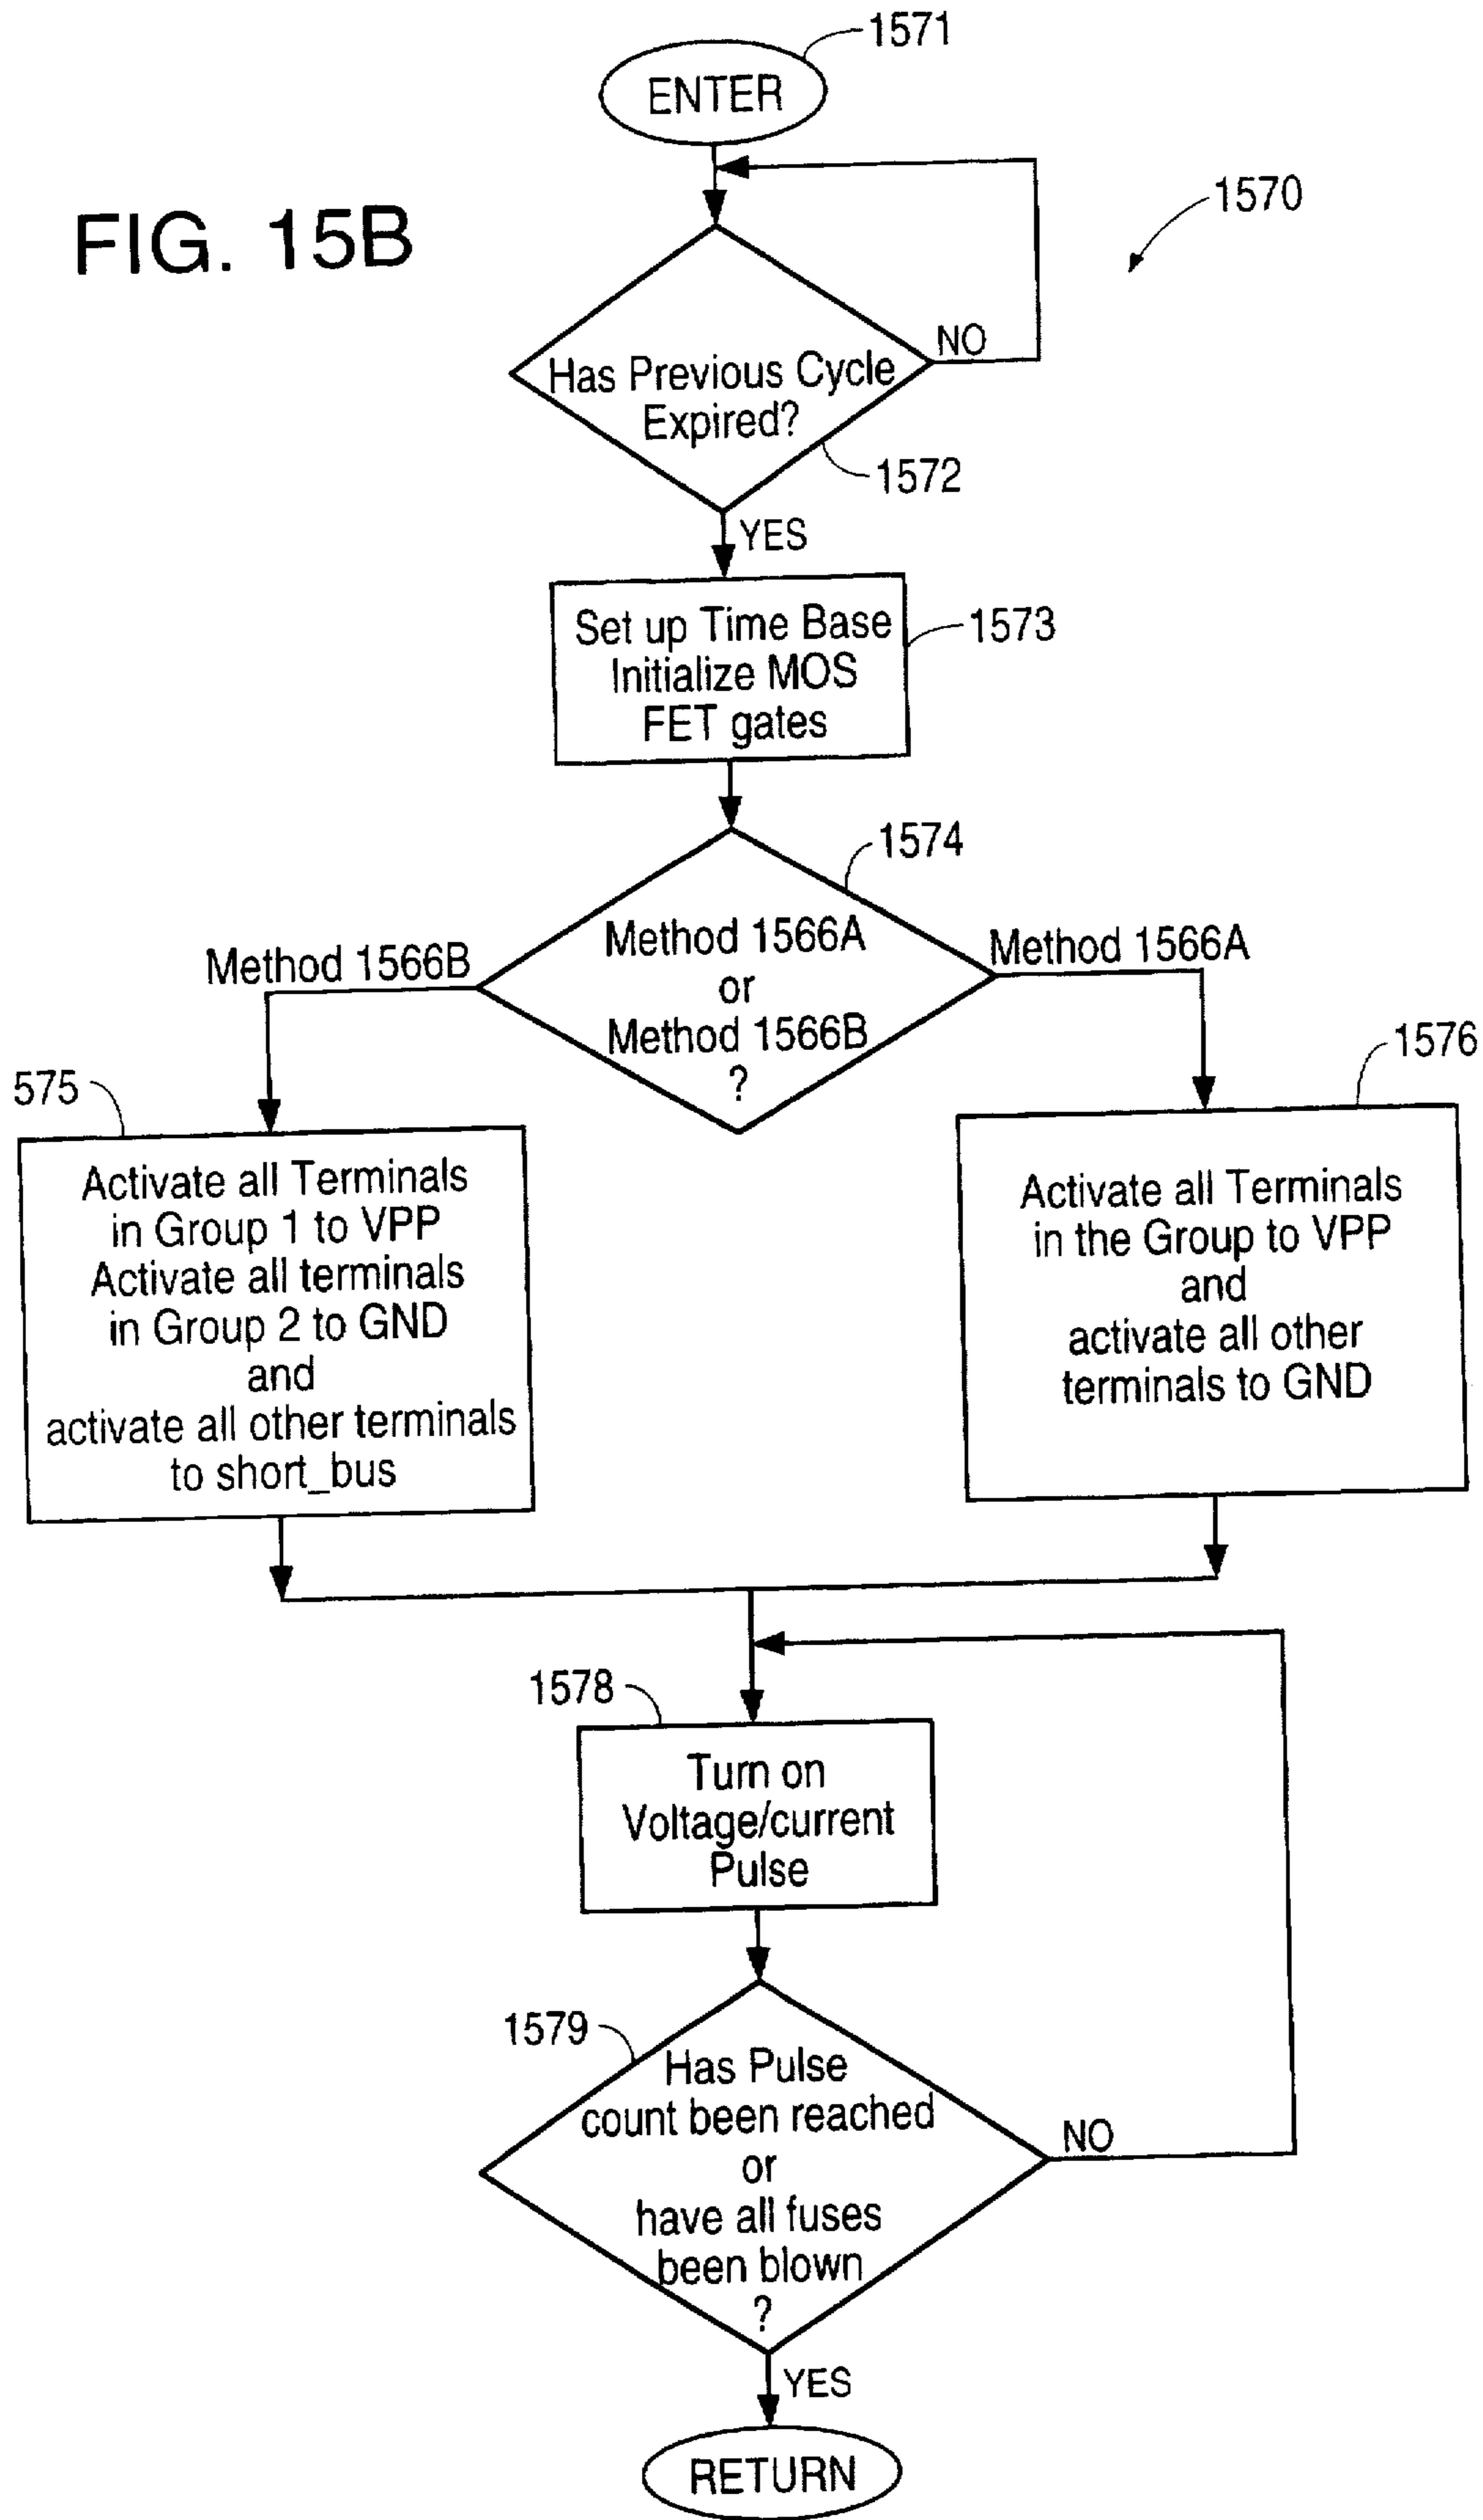 1571
ENTER
FIG. 15B
1570
NO
Has Previous Cycle
Expired?
1572
YES
Set up Time Base
Initialize MOS
FET gates
1573
1574
Method 1566B
Method 1566A
or
Method 1566B
?
Method 1566A
575
1576
Activate all Terminals
in Group 1 to VPP
Activate all terminals
in Group 2 to GND
and
activate all other terminals
to short_bus
Activate all Terminals
in the Group to VPP
and
activate all other
terminals to GND
1578
Turn on
Voltage/current
Pulse
1579
Has Pulse
count been reached
or
have all fuses
been blown
?
NO
YES
RETURN